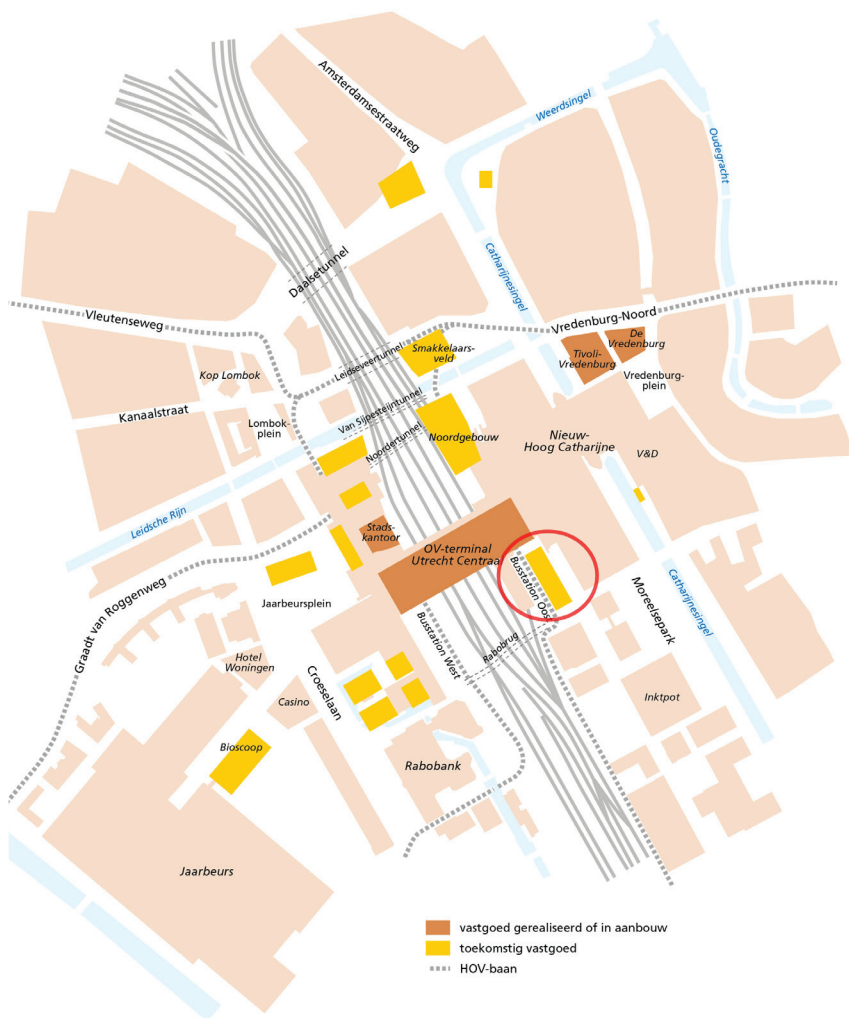 Amsterdamsestraatweg
Weerdsingel
Oudegracht
Daalsetunnel
Catharijnesingel
Vleutenseweg
Leidseveertunnel
Smakkelaars-
veld
Vredenburg-Noord
De
Vredenburg
Tivoli-
Vredenburg
Vredenburg-
plein
Kop Lombok
Kanaalstraat
Lombok-
plein
Van Sijpesteijntunnel
Noordertunnel
Noordgebouw
Nieuw-
Hoog Catharijne
V&D
Leidsche Rijn
Stads-
kantoor
OV-terminal
Utrecht Centraa
Busstation Oost
Graadt van Roggenweg
Jaarbeursplein
Moreelsepark
Catharijnesingel
Busstation West
Rabobrug
Hotel
Woningen
Croeselaan
Casino
Inktpot
Bioscoop
Rabobank
Jaarbeurs
vastgoed gerealiseerd of in aanbouw
toekomstig vastgoed
HOV-baan